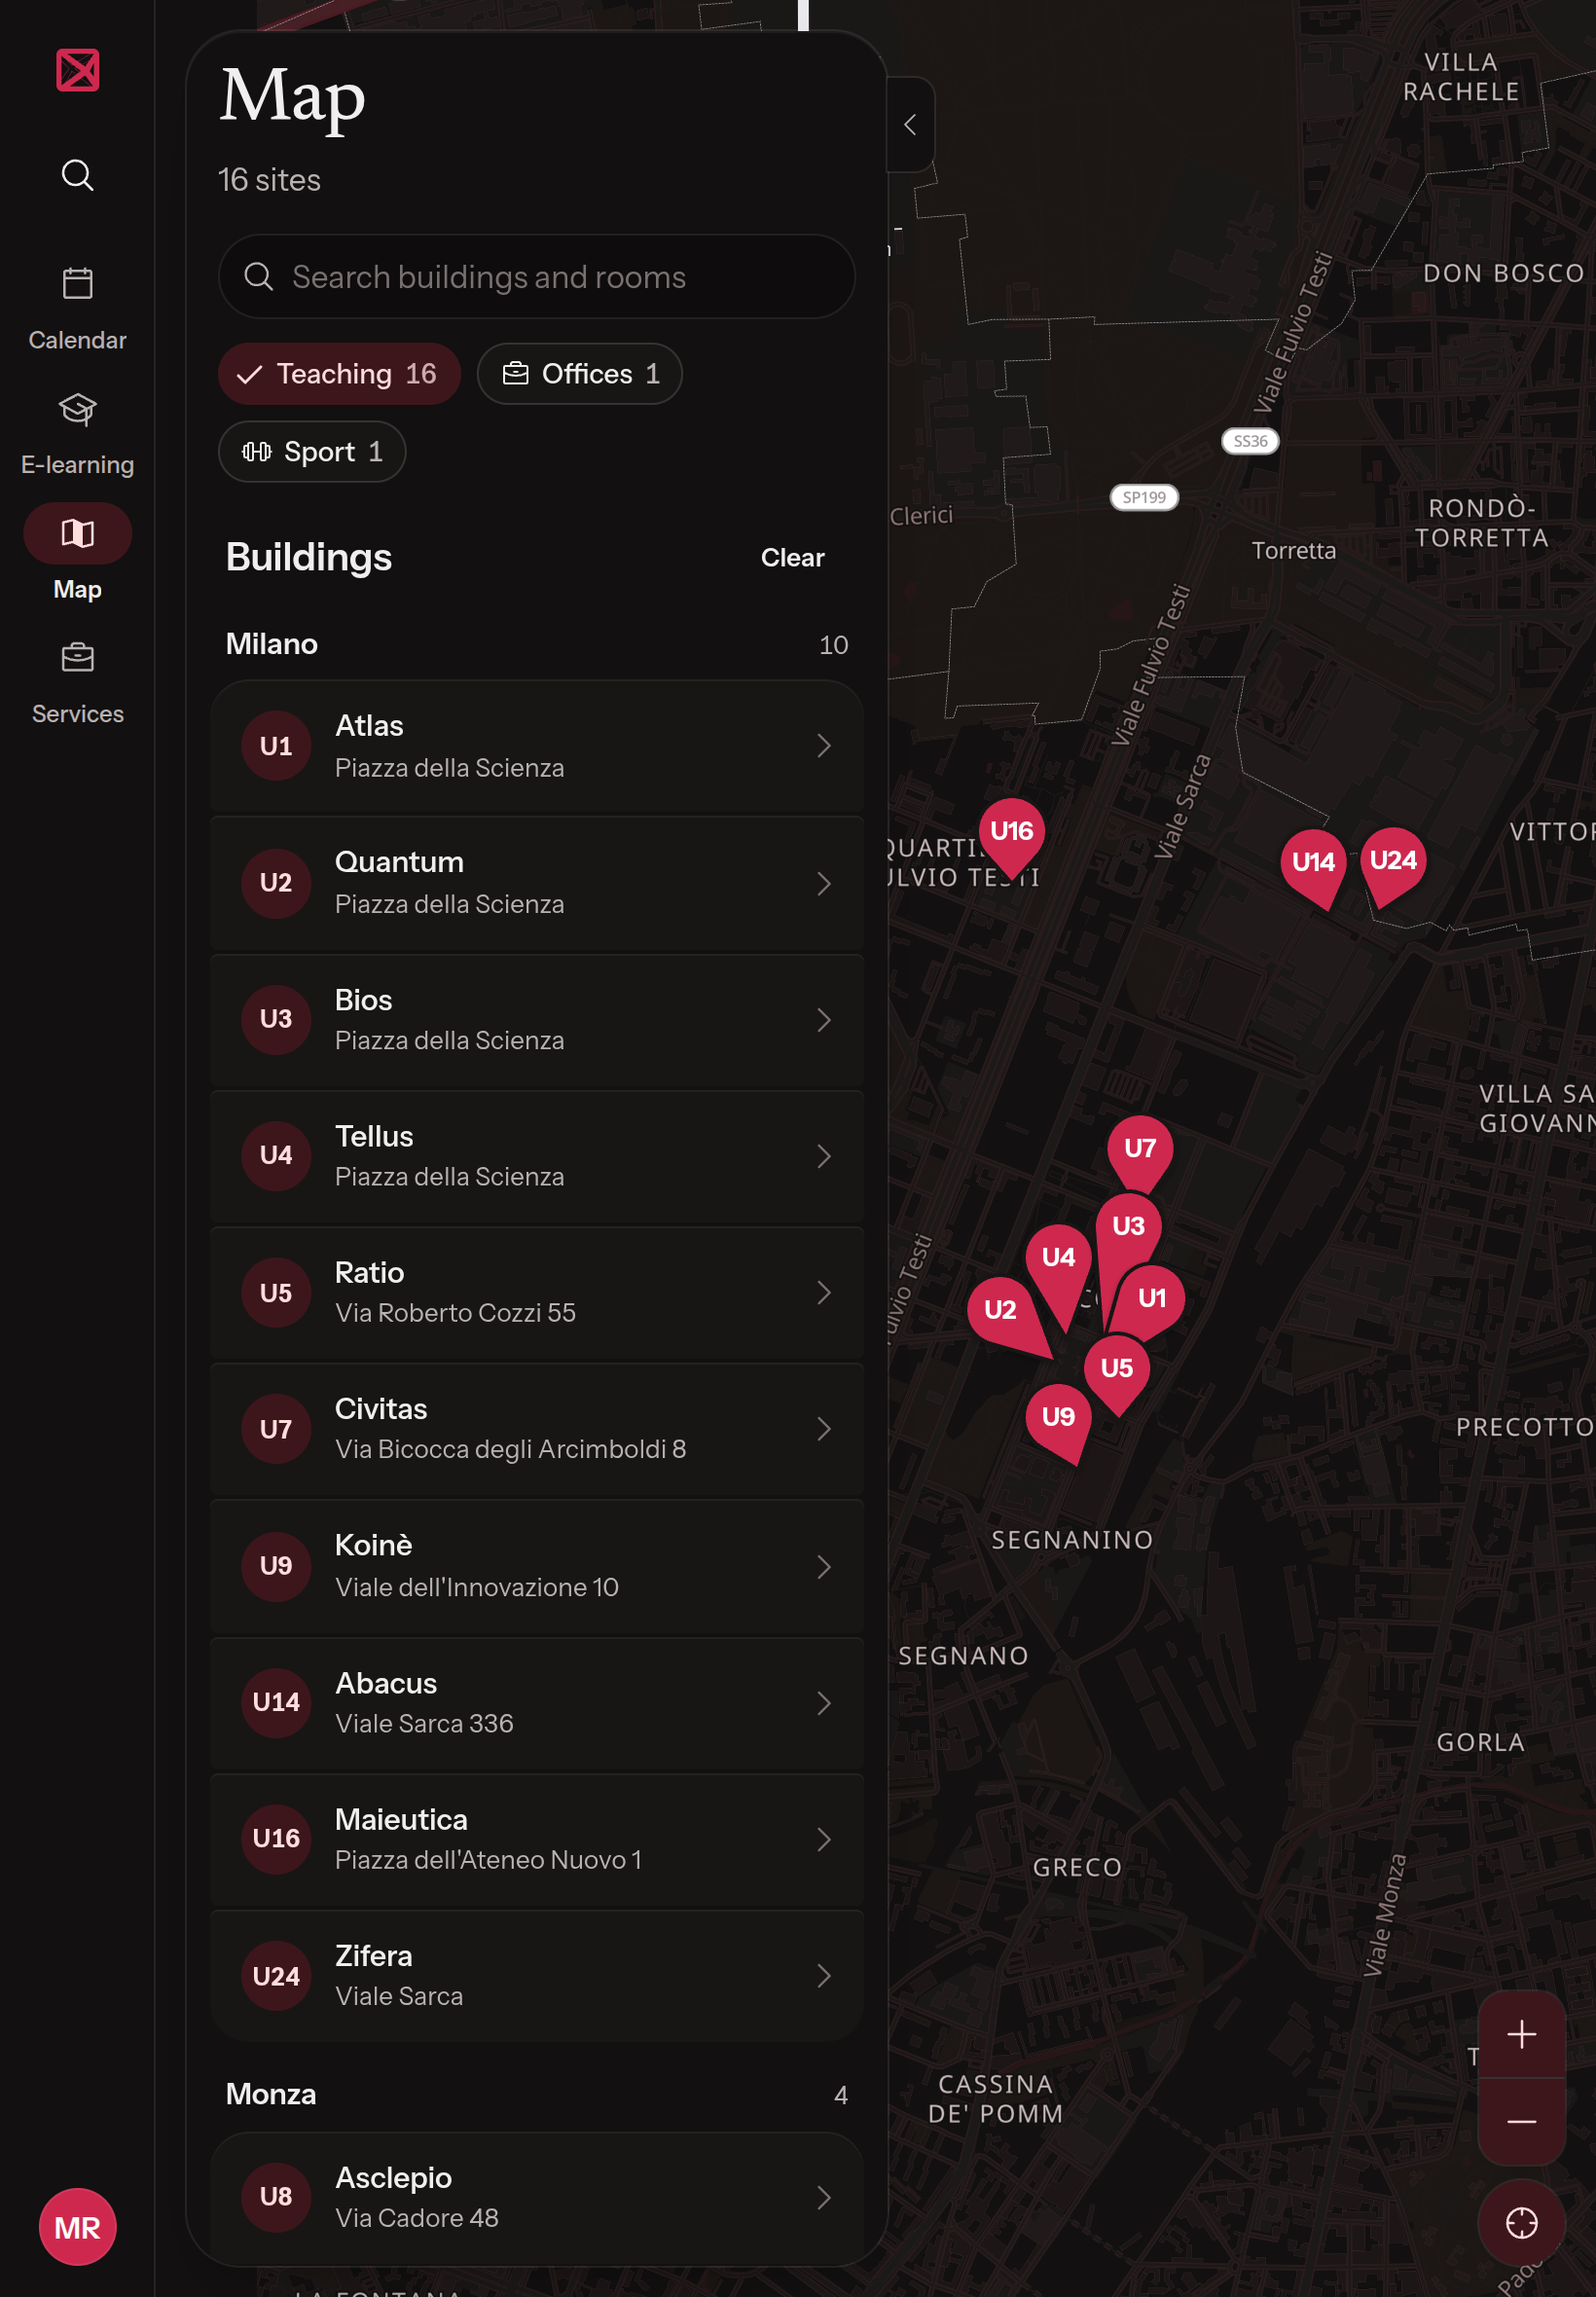 Map
16 sites
Search buildings and rooms
Teaching 16
Offices 1
Sport 1
Buildings
Clear
Milano 10
U1
Atlas
Piazza della Scienza
U2
Quantum
Piazza della Scienza
U3
Bios
Piazza della Scienza
U4
Tellus
Piazza della Scienza
U5
Ratio
Via Roberto Cozzi 55
U7
Civitas
Via Bicocca degli Arcimboldi 8
U9
Koinè
Viale dell'Innovazione 10
U14
Abacus
Viale Sarca 336
U16
Maieutica
Piazza dell'Ateneo Nuovo 1
U24
Zifera
Viale Sarca
Monza 4
U8
Asclepio
Via Cadore 48
Calendar
E-learning
Map
Services
MR
VILLA
RACHELE
DON BOSCO
Viale Fulvio Testi
SS36
SP199
Clerici
RONDÒ-
TORRETTA
Torretta
Viale Fulvio Testi
Viale Sarca
U16
U14
U24
U7
U3
U4
U1
U2
U5
U9
PRECOTTO
SEGNANINO
SEGNANO
GORLA
GRECO
Viale Monza
CASSINA
DE' POMM